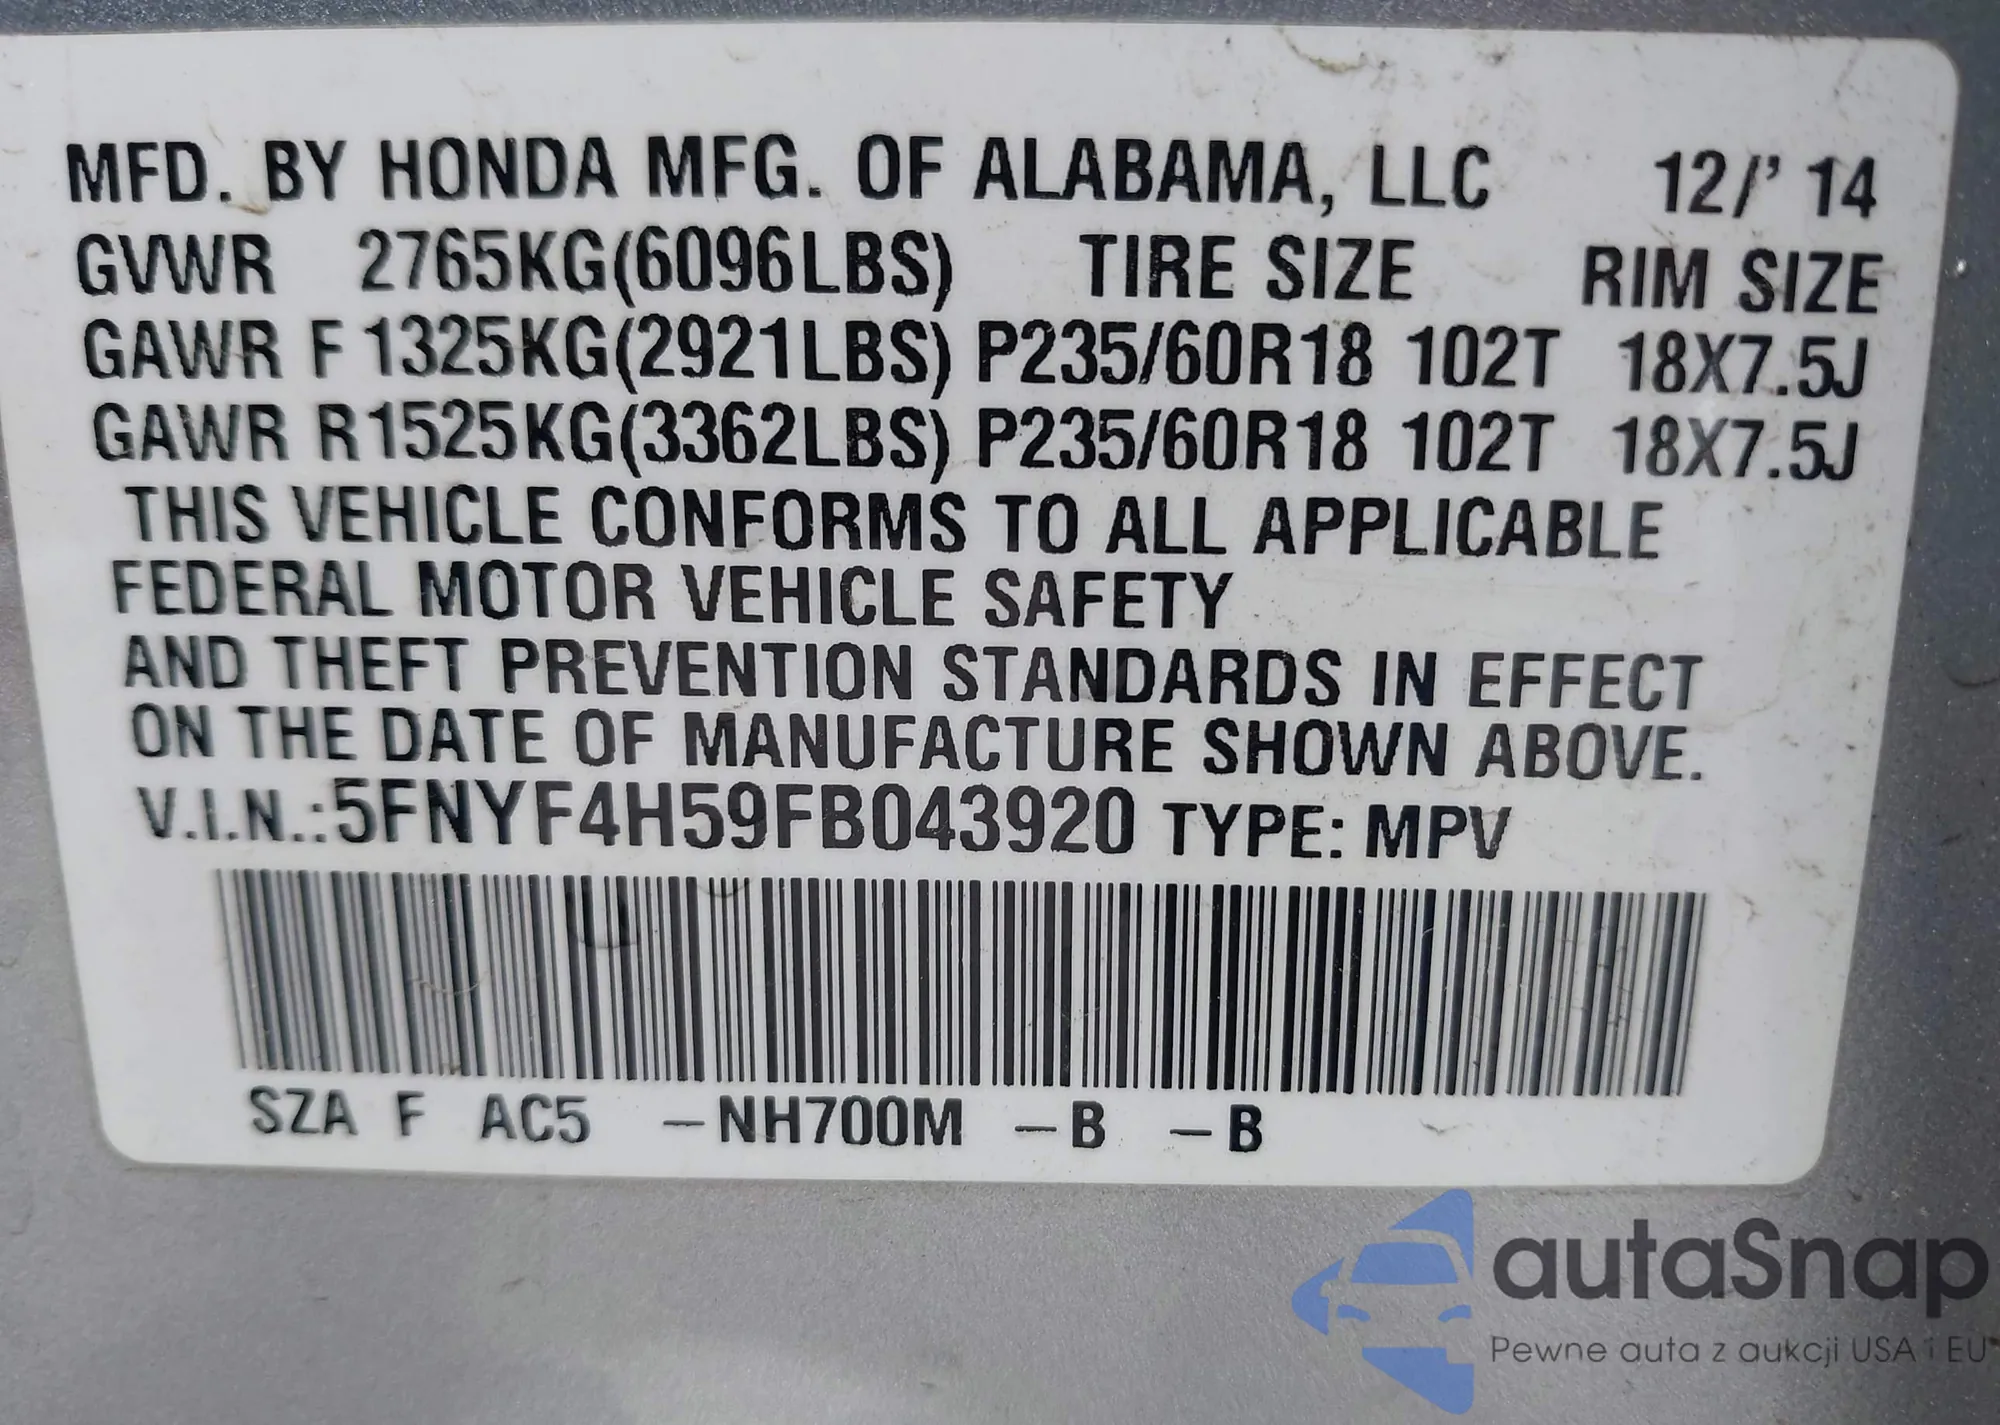 MFD. BY HONDA MFG. OF ALABAMA, LLC 12/' 14
GVWR 2765KG(6096LBS) TIRE SIZE RIM SIZE
GAWR F 1325KG(2921LBS) P235/60R18 102T 18X7.5J
GAWR R1525KG(3362LBS) P235/60R18 102T 18X7.5J
THIS VEHICLE CONFORMS TO ALL APPLICABLE
FEDERAL MOTOR VEHICLE SAFETY
AND THEFT PREVENTION STANDARDS IN EFFECT
ON THE DATE OF MANUFACTURE SHOWN ABOVE.
V.I.N.:5FNYF4H59FB043920 TYPE: MPV
SZA F AC5 –NH700M –B –B
autaSnap
Pewne auta z aukcji USA i EU